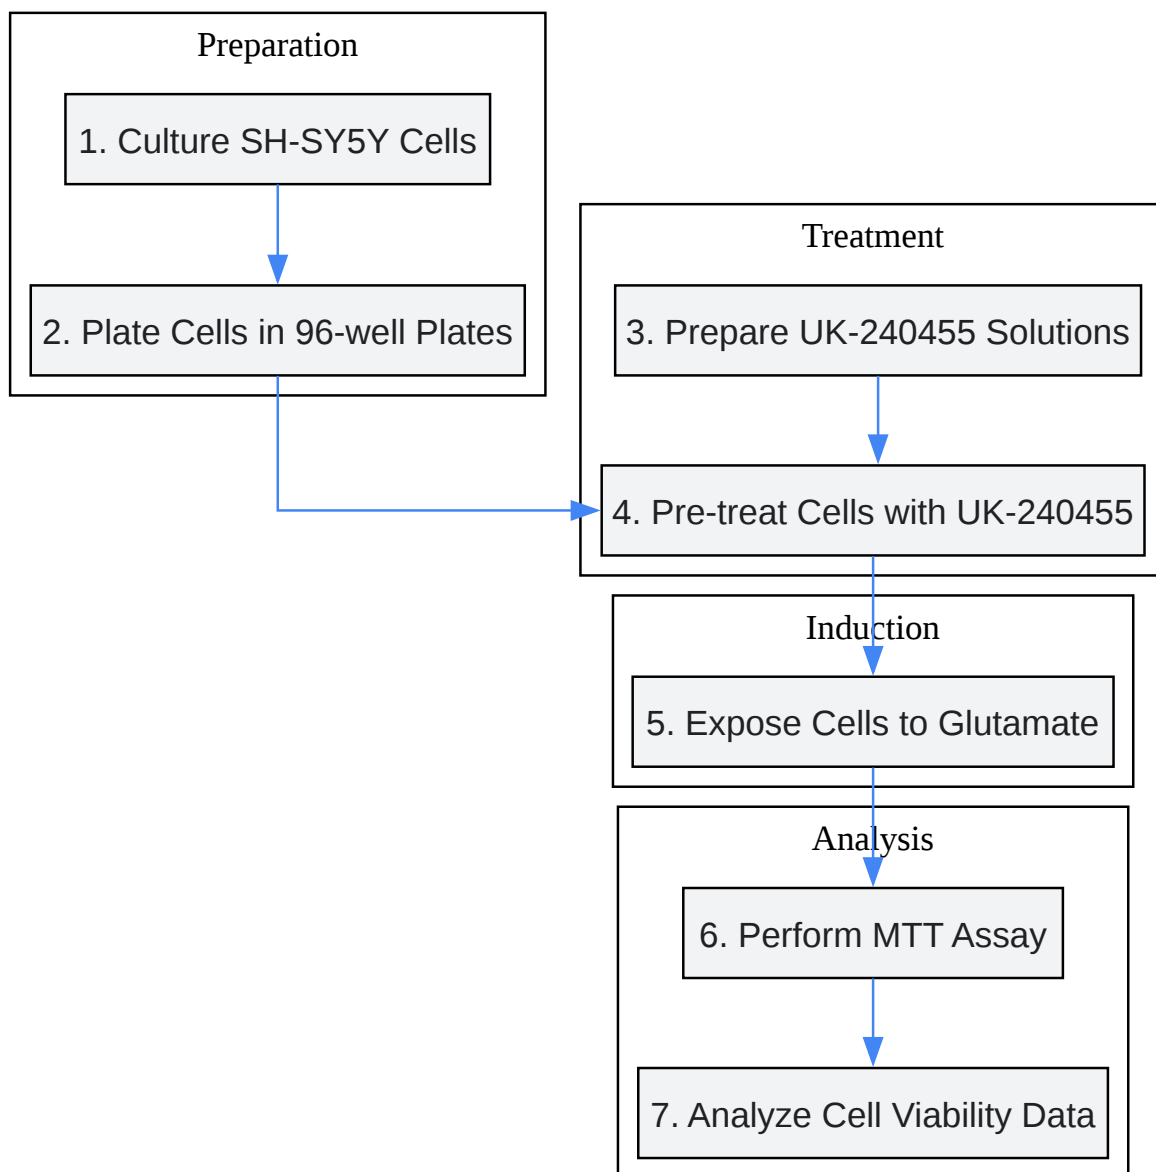 Preparation
1. Culture SH-SY5Y Cells
2. Plate Cells in 96-well Plates
Treatment
3. Prepare UK-240455 Solutions
4. Pre-treat Cells with UK-240455
Induction
5. Expose Cells to Glutamate
Analysis
6. Perform MTT Assay
7. Analyze Cell Viability Data